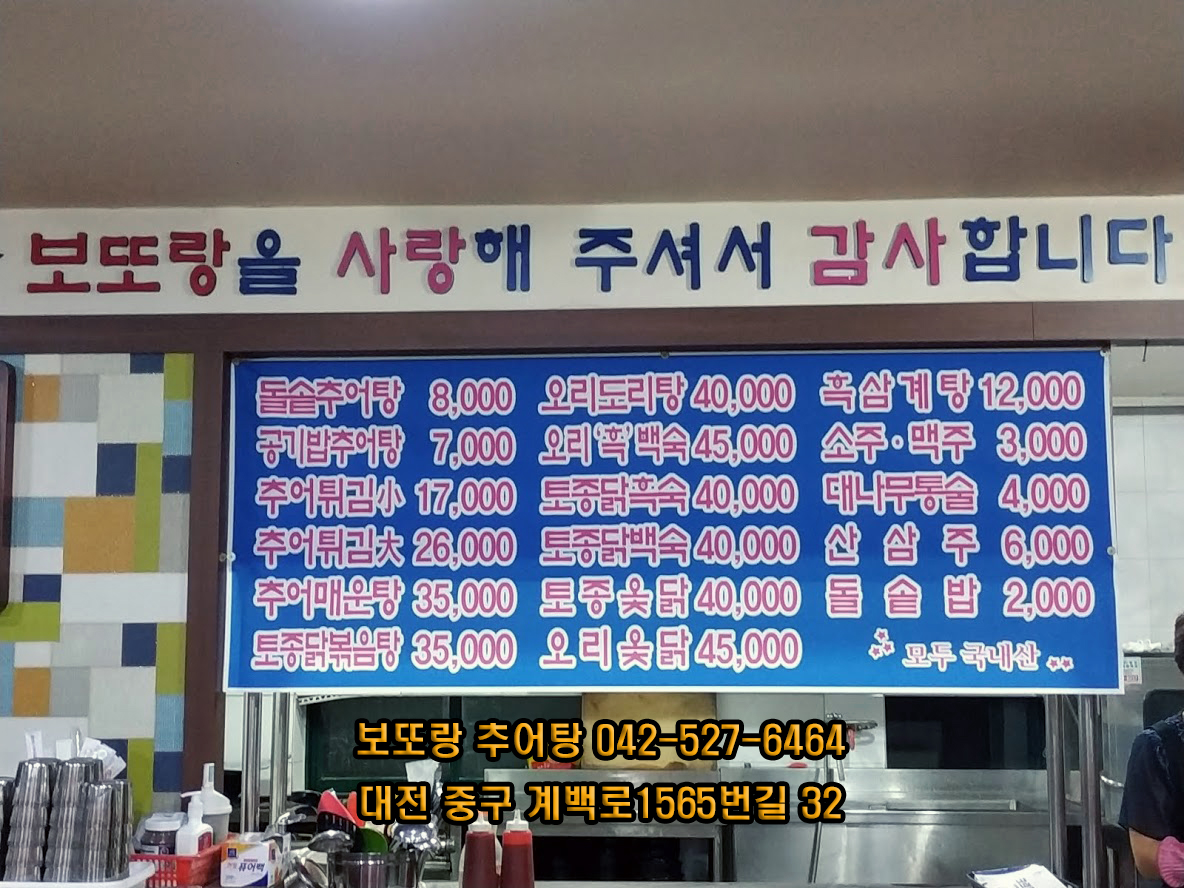 보또랑을 사랑해 주셔서 감사합니다
돌솥추어탕 8,000 오리도리탕 40,000 흑삼계탕 12,000
공기밥추어탕 7,000 오리'흑'백숙 45,000 소주·맥주 3,000
추어튀김小 17,000 토종닭흑숙 40,000 대나무통술 4,000
추어튀김大 26,000 토종닭백숙 40,000 산삼주 6,000
추어매운탕 35,000 토종옻닭 40,000 돌솥밥 2,000
토종닭볶음탕 35,000 오리옻닭 45,000 모두 국내산
보또랑 추어탕 042-527-6464
대전 중구 계백로1565번길 32